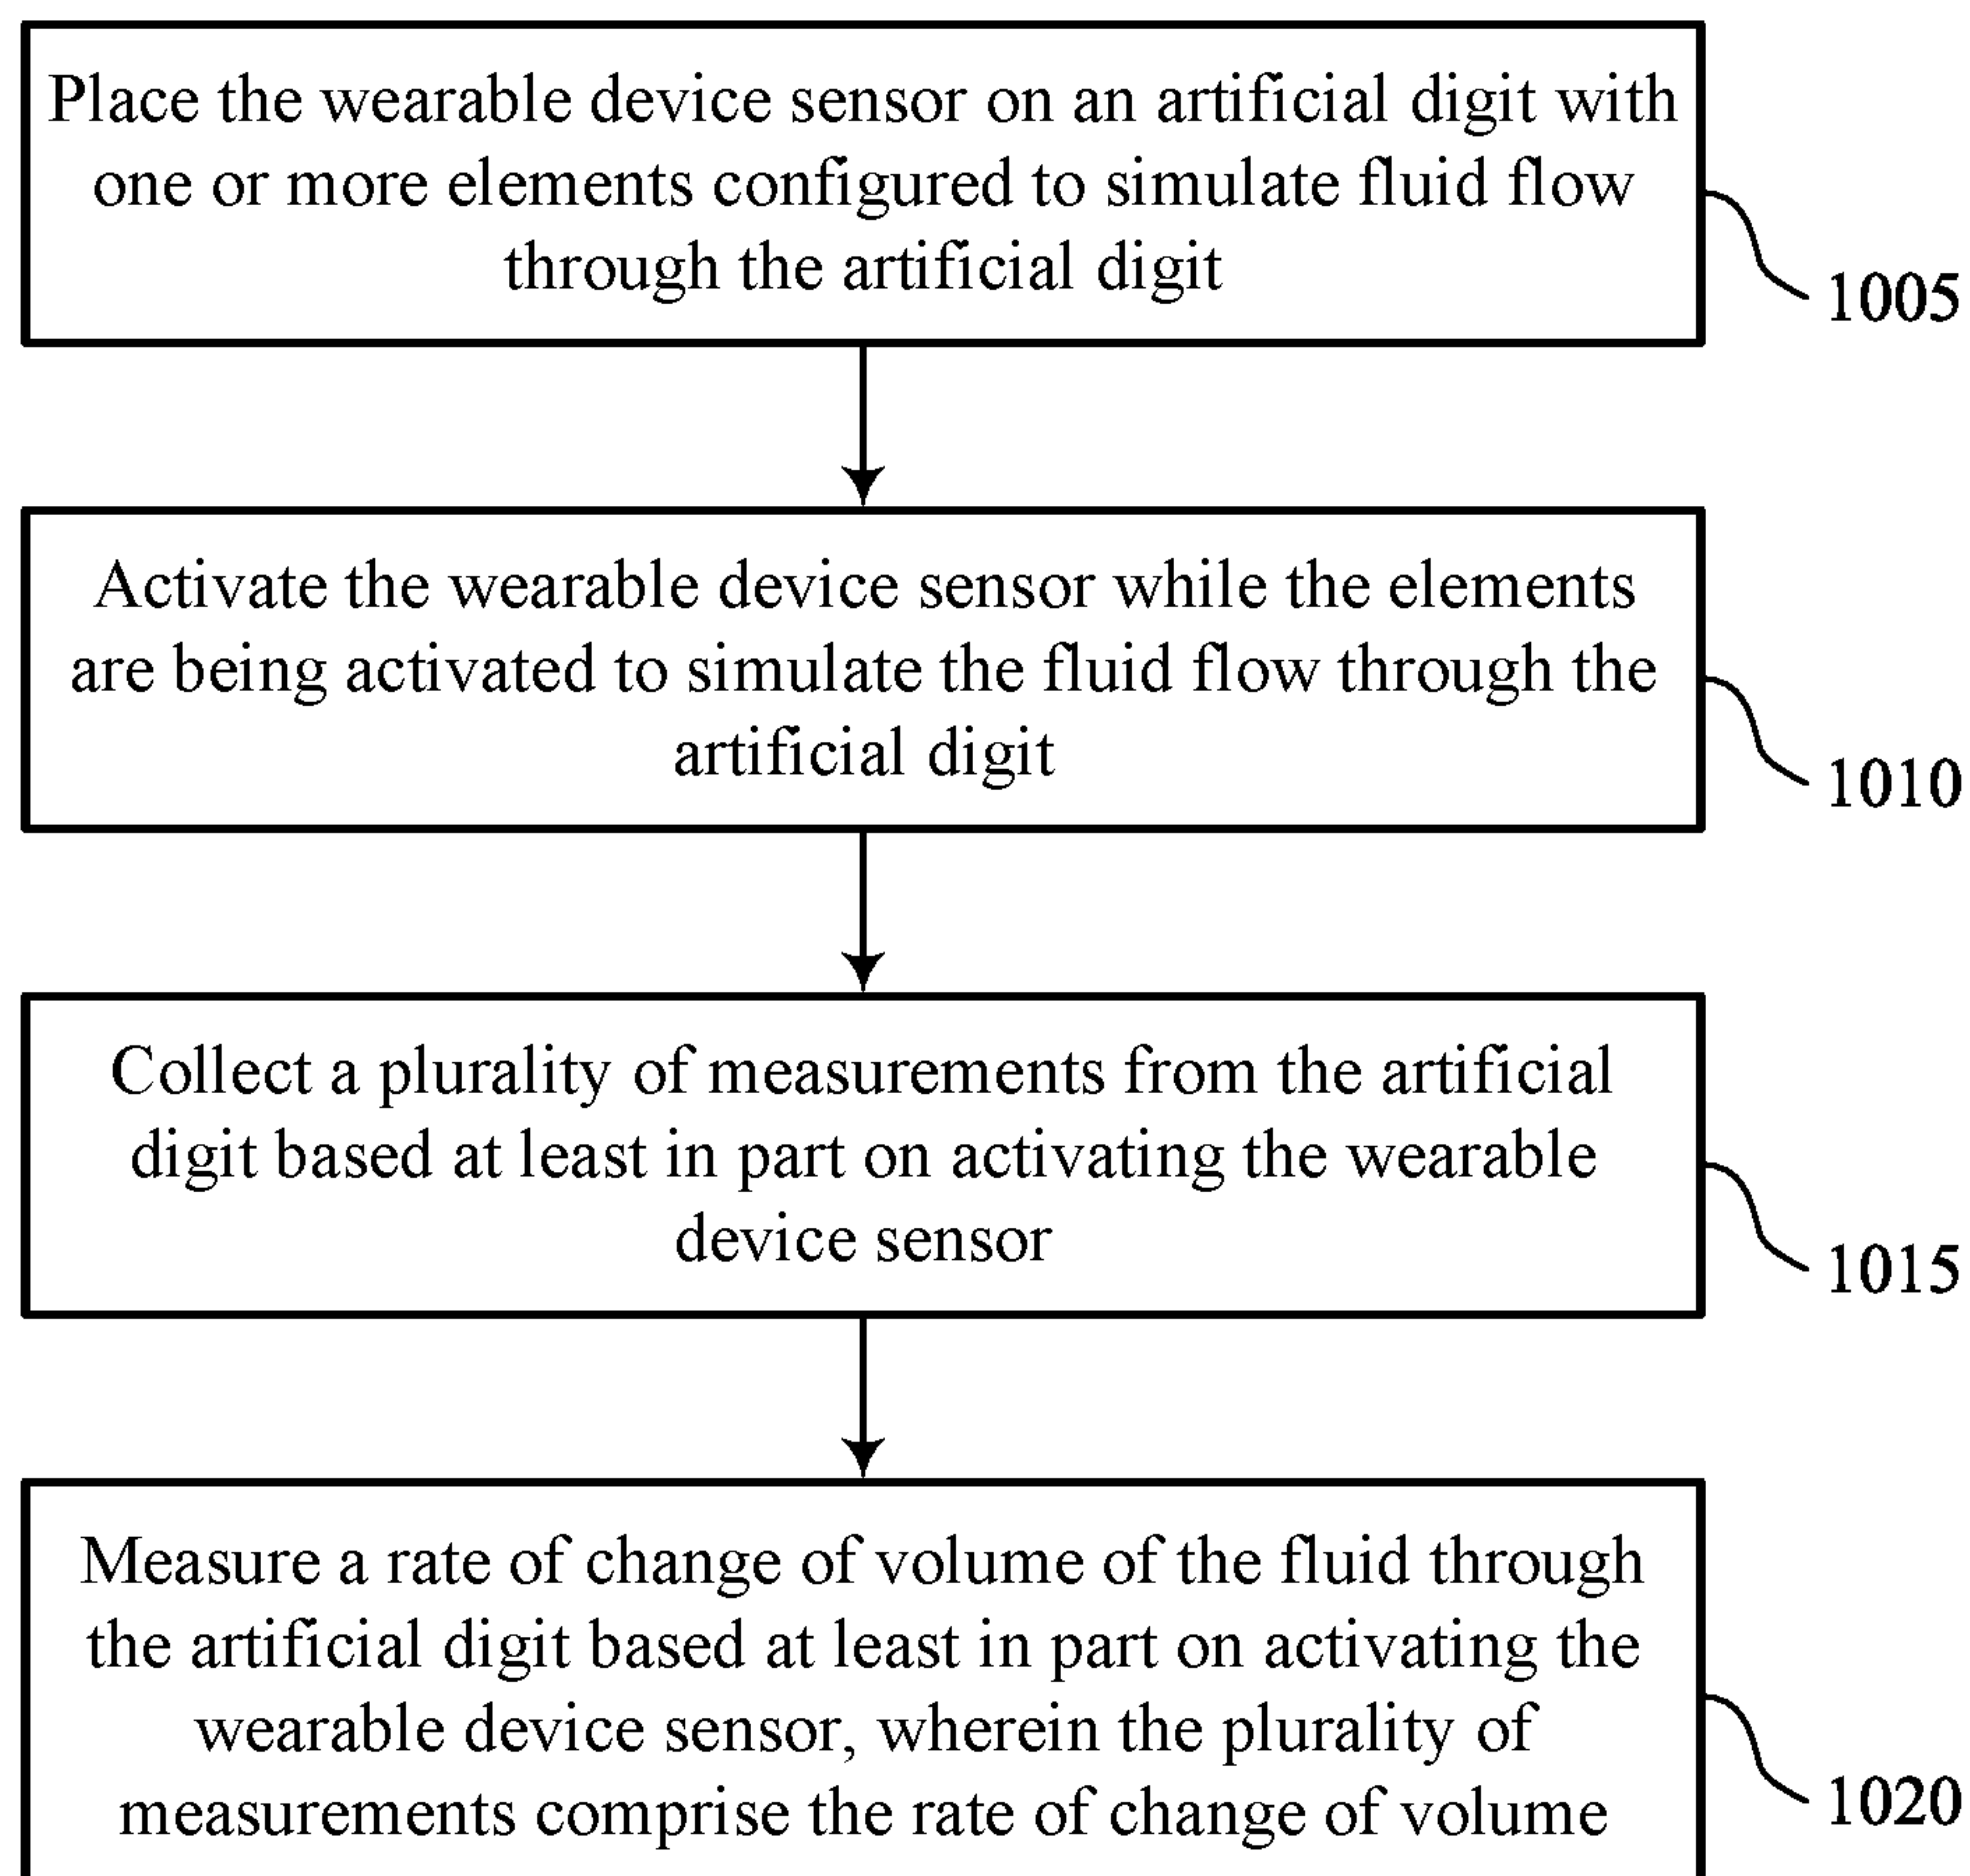 Place the wearable device sensor on an artificial digit with
one or more elements configured to simulate fluid flow
through the artificial digit
1005
Activate the wearable device sensor while the elements
are being activated to simulate the fluid flow through the
artificial digit
1010
Collect a plurality of measurements from the artificial
digit based at least in part on activating the wearable
device sensor
1015
Measure a rate of change of volume of the fluid through
the artificial digit based at least in part on activating the
wearable device sensor, wherein the plurality of
measurements comprise the rate of change of volume
1020